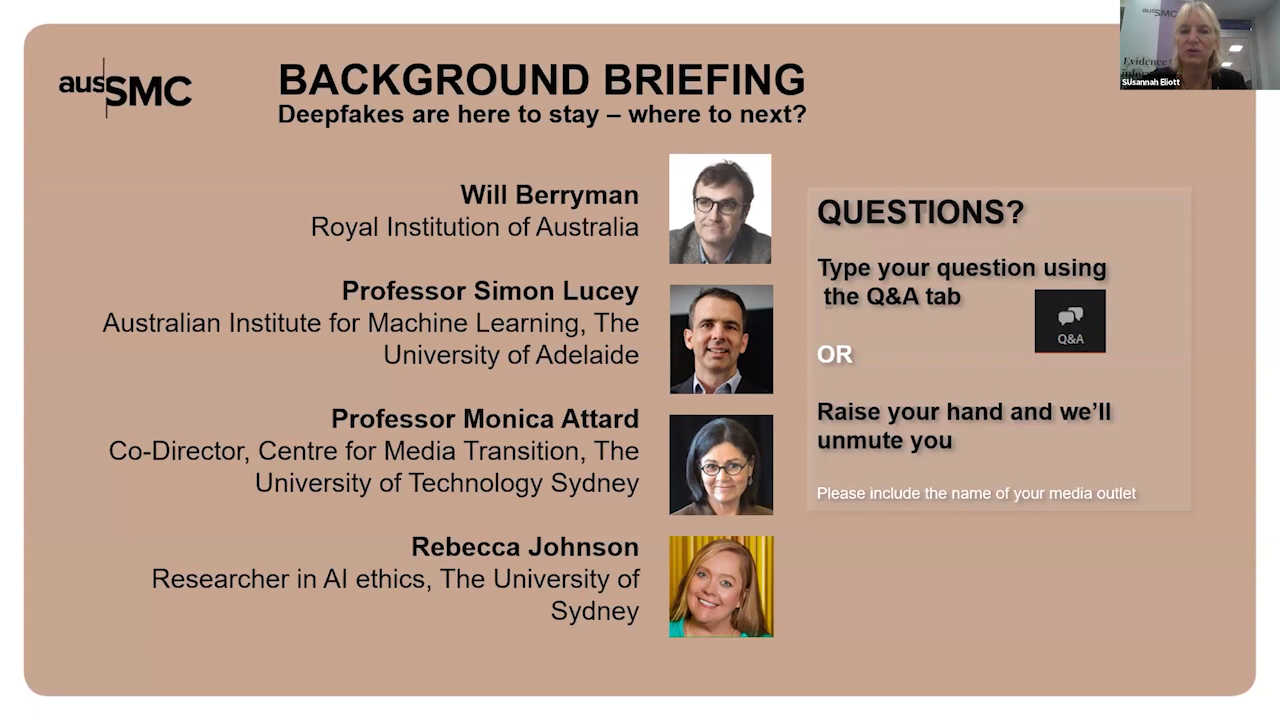 ausSMC
BACKGROUND BRIEFING
Deepfakes are here to stay – where to next?
Will Berryman
Royal Institution of Australia
Professor Simon Lucey
Australian Institute for Machine Learning, The
University of Adelaide
Professor Monica Attard
Co-Director, Centre for Media Transition, The
University of Technology Sydney
Rebecca Johnson
Researcher in AI ethics, The University of
Sydney
QUESTIONS?
Type your question using
the Q&A tab
Q&A
OR
Raise your hand and we’ll
unmute you
Please include the name of your media outlet
ausSMC
Evidence
SUsannah Eliott